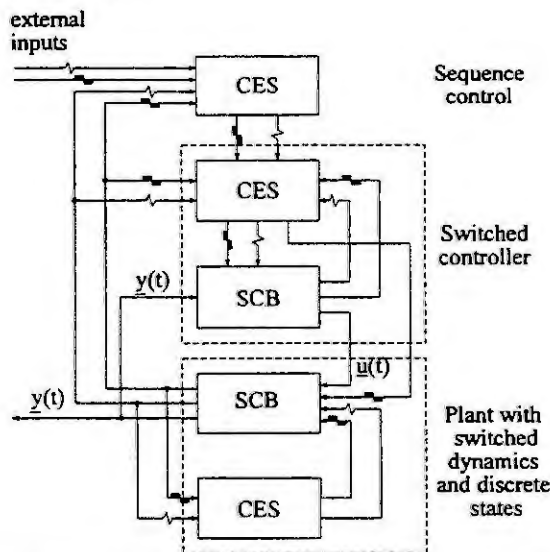 external
inputs
CES
Sequence
control
CES
Switched
controller
y(t)
SCB
u(t)
y(t)
SCB
Plant with
switched
dynamics
and discrete
states
CES